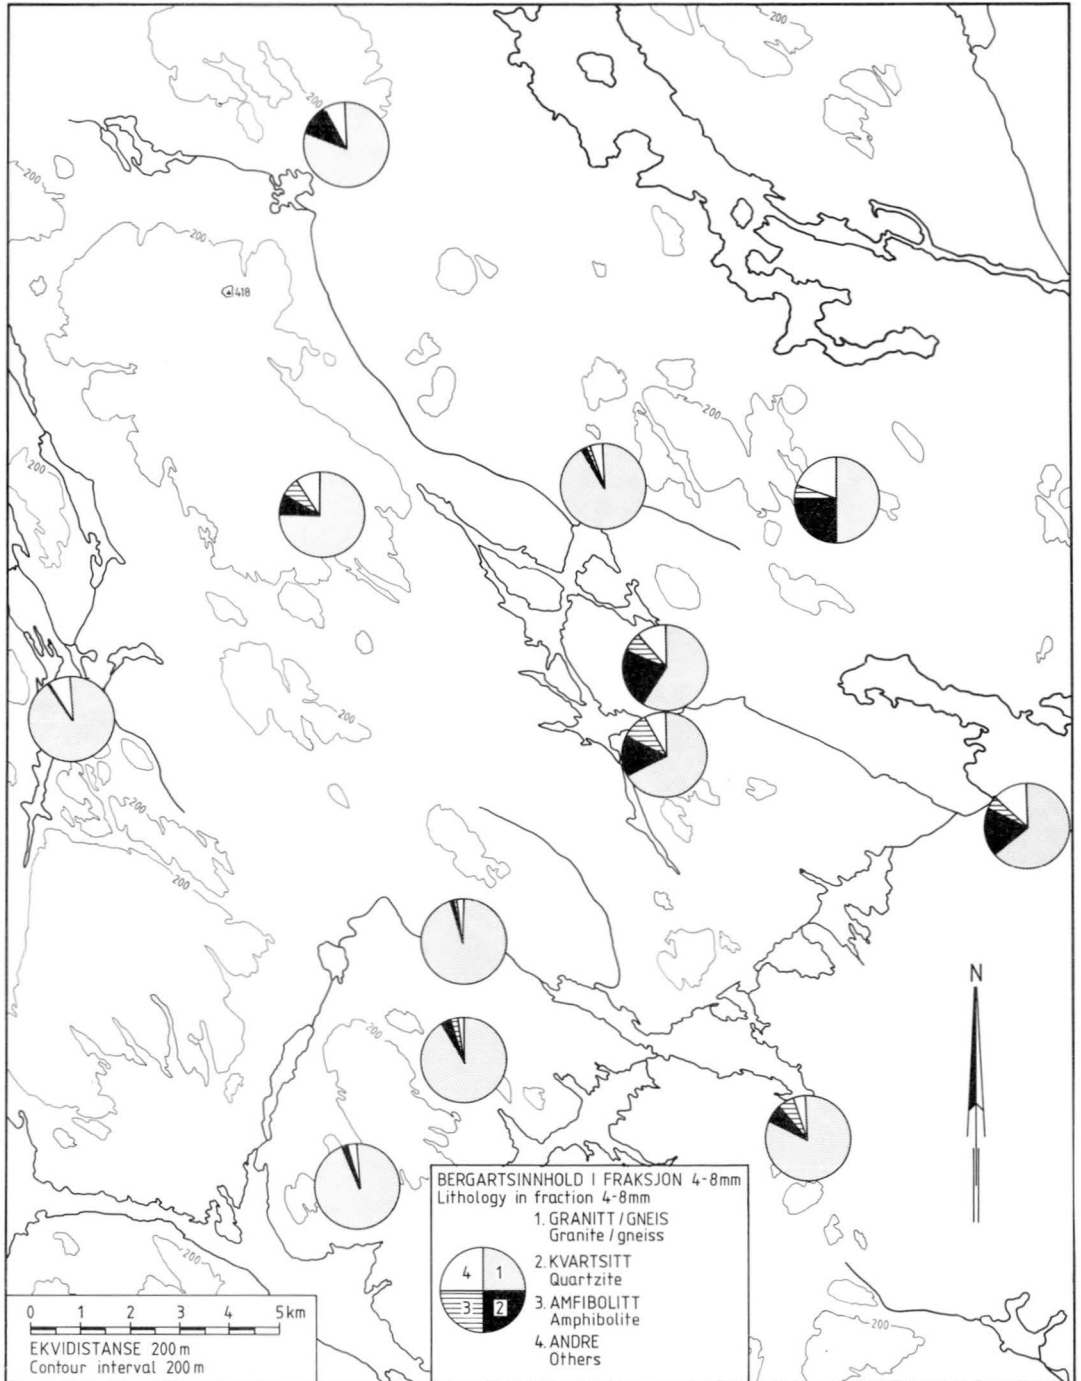 200
200
200
200
418
200
200
200
200
200
200
N
200
200
200
BERGARTSINNHOLD I FRAKSJON 4-8mm
Lithology in fraction 4-8mm
1. GRANITT / GNEIS
Granite / gneiss
2. KVARTSITT
Quartzite
3. AMFIBOLITT
Amphibolite
4. ANDRE
Others
4 1
3 2
0 1 2 3 4 5 km
EKVIDISTANSE 200 m
Contour interval 200 m